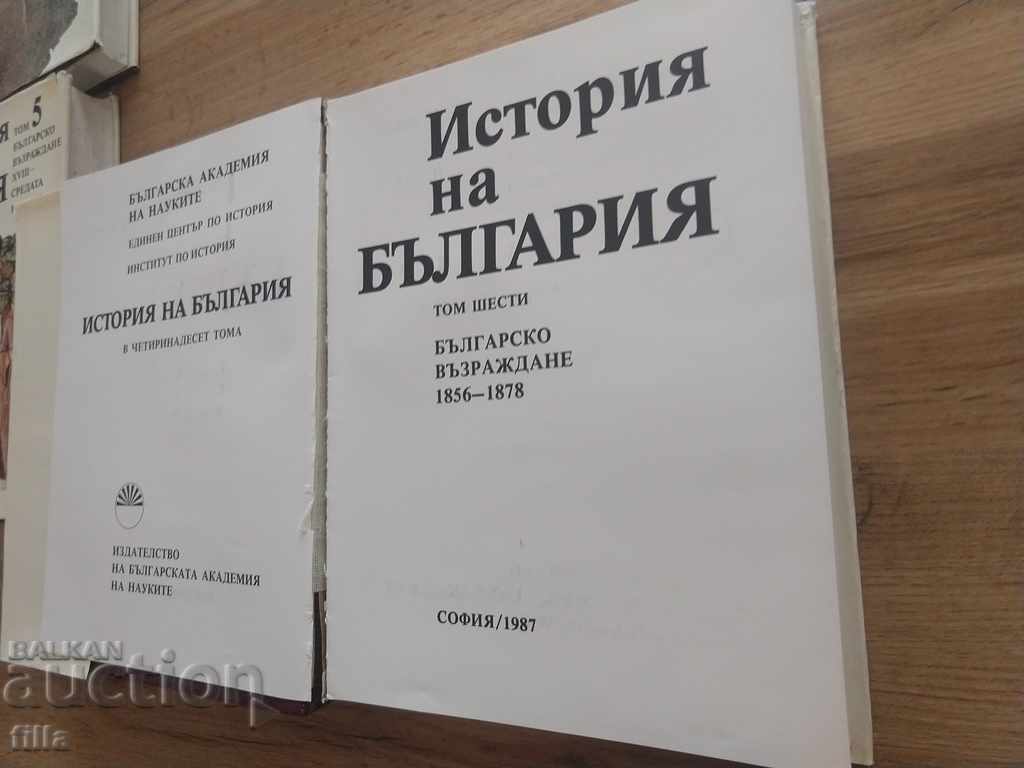 ТОМ 5
БЪЛГАРСКО
ВЪЗРАЖДАНЕ
XVIII—
СРЕДАТА
БЪЛГАРСКА АКАДЕМИЯ
НА НАУКИТЕ
ЕДИНЕН ЦЕНТЪР ПО ИСТОРИЯ
ИНСТИТУТ ПО ИСТОРИЯ
ИСТОРИЯ НА БЪЛГАРИЯ
В ЧЕТИРИНАДЕСЕТ ТОМА
ИЗДАТЕЛСТВО
НА БЪЛГАРСКАТА АКАДЕМИЯ
НА НАУКИТЕ
История
на
БЪЛГАРИЯ
ТОМ ШЕСТИ
БЪЛГАРСКО
ВЪЗРАЖДАНЕ
1856—1878
СОФИЯ/1987
BALKAN
auction
filla